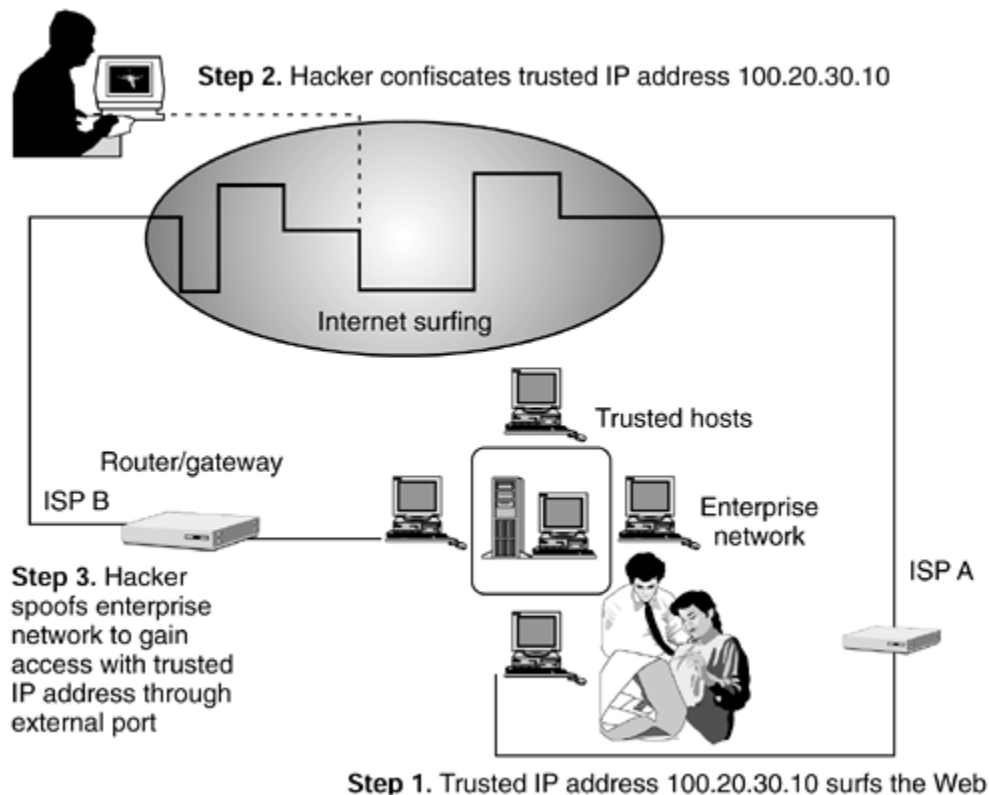 Step 2. Hacker confiscates trusted IP address 100.20.30.10
Internet surfing
Trusted hosts
Router/gateway
ISP B
Enterprise
network
ISP A
Step 3. Hacker
spoofs enterprise
network to gain
access with trusted
IP address through
external port
Step 1. Trusted IP address 100.20.30.10 surfs the Web